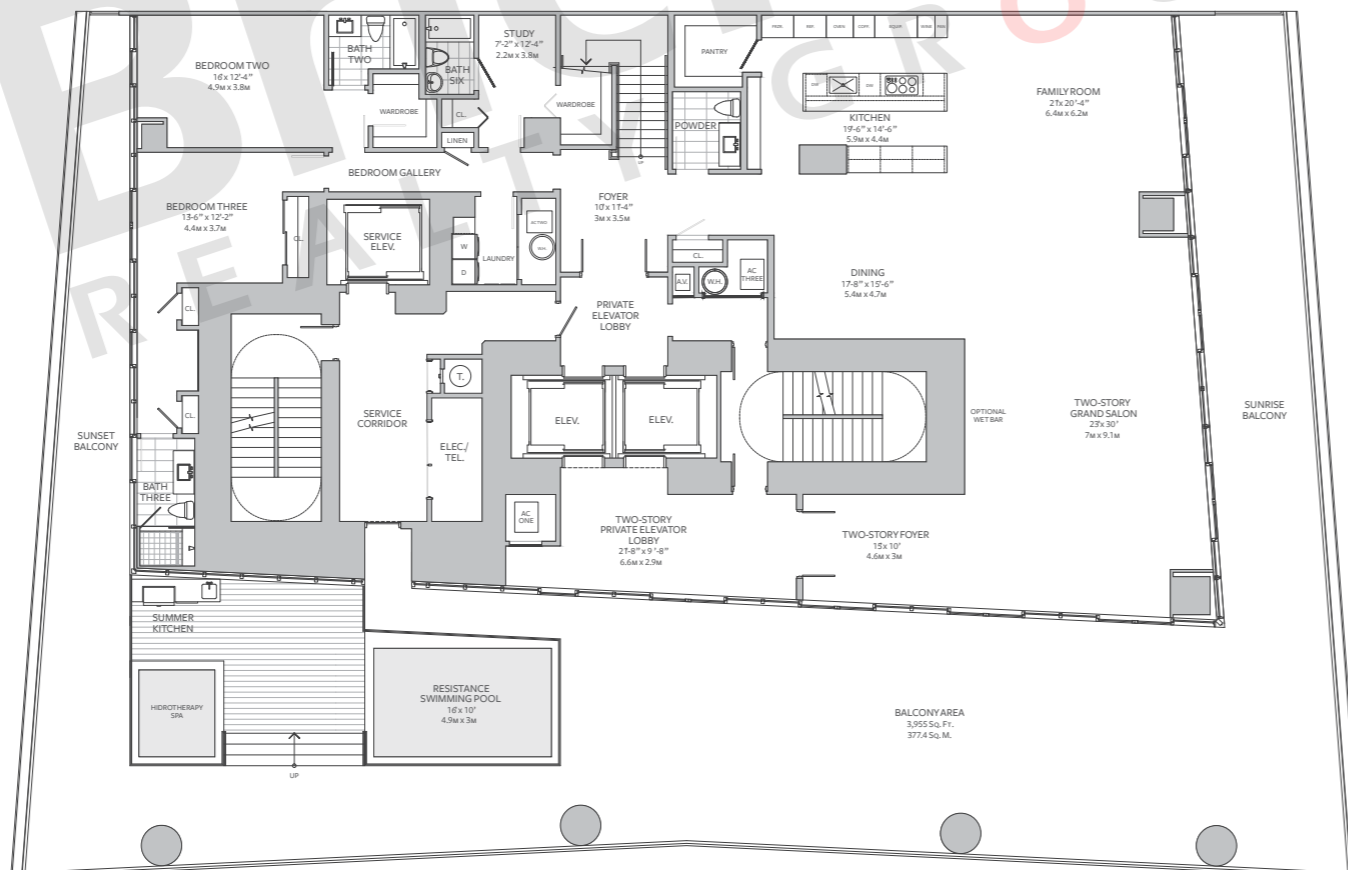 BEDROOM TWO
16'x 12'-4"
4.9M x 3.8M
BATH
TWO
WARDROBE
BATH
SIX
CL.
LINEN
STUDY
7'-2" x 12'-4"
2.2M x 3.8M
WARDROBE
UP
PANTRY
POWDER
KITCHEN
19'-6" x 14'-6"
5.9M x 4.4M
DW
FAMILY ROOM
21'x 20'-4"
6.4M x 6.2M
BEDROOM GALLERY
BEDROOM THREE
13-6" x 12'-2"
4.4M x 3.7M
CL.
SERVICE
ELEV.
W
D
LAUNDRY
AC TWO
W.H.
FOYER
10'x 11'-4"
3M x 3.5M
CL.
A.V.
W.H.
AC
THREE
DINING
17'-8" x 15'-6"
5.4M x 4.7M
PRIVATE
ELEVATOR
LOBBY
CL.
CL.
T.
SERVICE
CORRIDOR
ELEC./
TEL.
ELEV.
ELEV.
OPTIONAL
WET BAR
TWO-STORY
GRAND SALON
23'x 30'
7M x 9.1M
SUNRISE
BALCONY
SUNSET
BALCONY
BATH
THREE
AC
ONE
TWO-STORY
PRIVATE ELEVATOR
LOBBY
21'-8" x 9'-8"
6.6M x 2.9M
TWO-STORY FOYER
15'x 10'
4.6M x 3M
SUMMER
KITCHEN
HIDROTHERAPY
SPA
RESISTANCE
SWIMMING POOL
16'x 10'
4.9M x 3M
UP
BALCONY AREA
3,955 SQ. FT.
377.4 SQ. M.
REALTY GRO